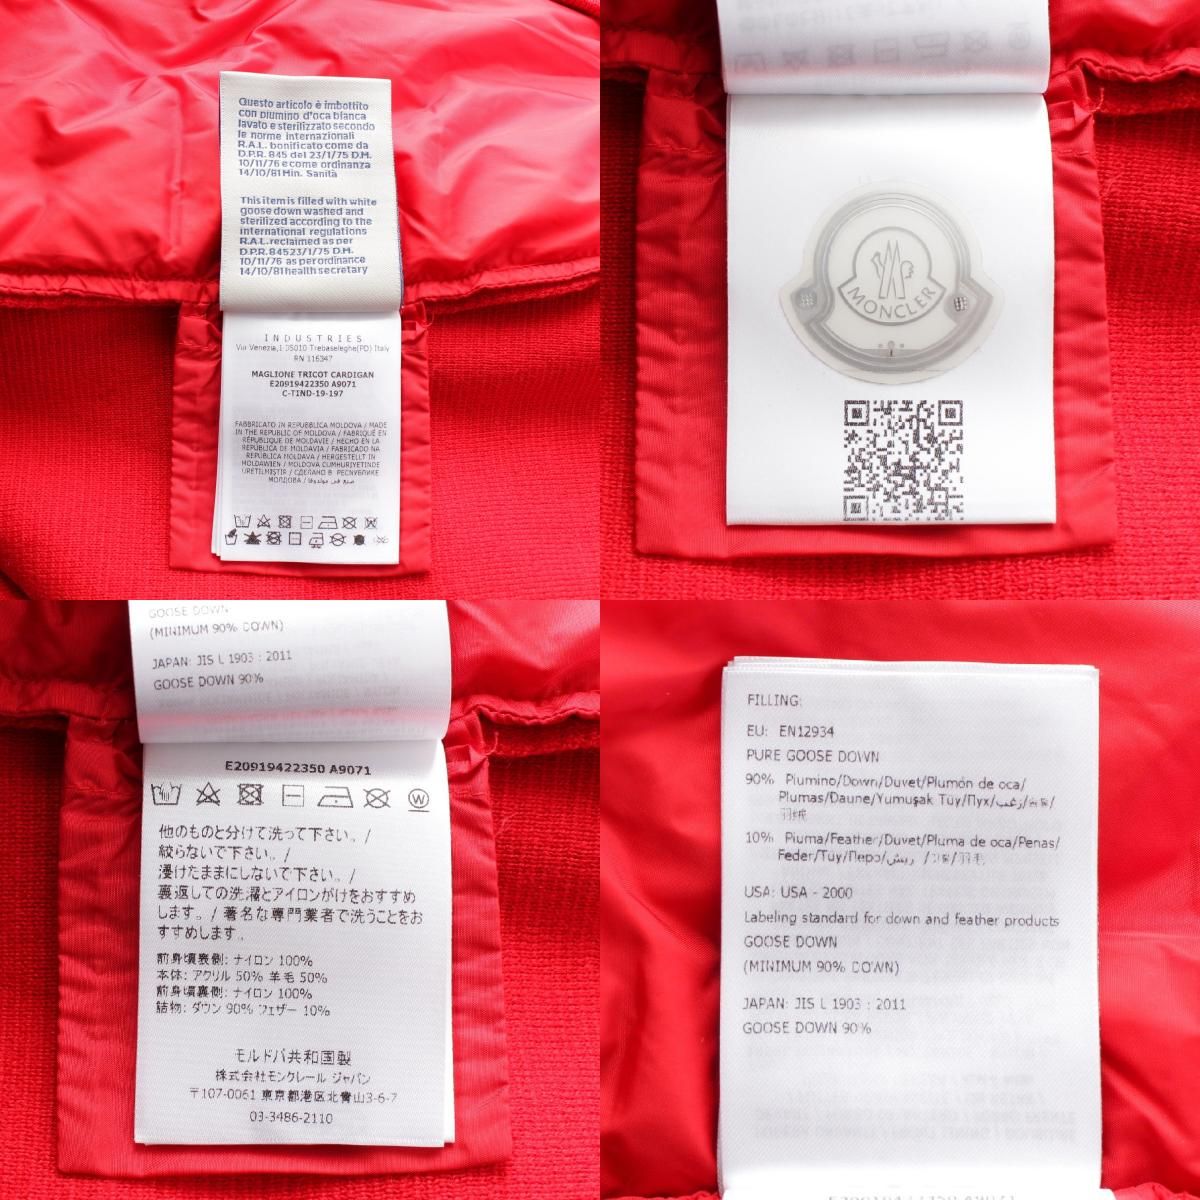 Questo articolo è imbottito
con piumino d'oca bianca
lavato e sterilizzato secondo
le norme internazionali
R.A.L. bonificato come da
D.P.R. 845 del 23/1/75 D.M.
10/11/76 e come ordinanza
14/10/81 Min. Sanità
This item is filled with white
goose down washed and
sterilized according to the
international regulations
R.A.L. reclaimed as per
D.P.R. 84523/1/75 D.M.
10/11/76 as per ordinance
14/10/81 health secretary
INDUSTRIES
Via Venezia,1 35010 Trebaseleghe(PD) Italy
RN 116347
MAGLIONE TRICOT CARDIGAN
E20919422350 A9071
C-TIND-19-197
FABBRICATO IN REPUBBLICA MOLDOVA / MADE
IN THE REPUBLIC OF MOLDOVA / FABRIQUÉ EN
RÉPUBLIQUE DE MOLDAVIE / HECHO EN LA
REPÚBLICA DE MOLDAVIA / FABRICADO NA
REPÚBLICA MOLDOVA / HERGESTELLT IN
MOLDAWIEN / MOLDOVA CUMHURIYETINDE
ÜRETILMIŞTIR / СДЕЛАНО В РЕСПУБЛИКЕ
МОЛДОВА / صنع في مولدوفا
MONCLER
GOOSE DOWN
(MINIMUM 90% DOWN)
JAPAN: JIS L 1903 : 2011
GOOSE DOWN 90%
E20919422350 A9071
W
他のものと分けて洗って下さい。/
絞らないで下さい。/
浸けたままにしないで下さい。/
裏返しての洗濯とアイロンがけをおすすめ
します。/ 著名な専門業者で洗うことをお
すすめします。
前身頃表側: ナイロン 100%
本体: アクリル 50% 羊毛 50%
前身頃裏側: ナイロン 100%
詰物: ダウン 90% フェザー 10%
モルドバ共和国製
株式会社モンクレール ジャパン
〒107-0061 東京都港区北青山3-6-7
03-3486-2110
FILLING:
EU: EN12934
PURE GOOSE DOWN
90% Piumino/Down/Duvet/Plumón de oca/
Plumas/Daune/Yumuşak Tüy/Пух/زغب/
羽绒
10% Piuma/Feather/Duvet/Pluma de oca/Penas/
Feder/Tüy/Перо/ريش/ /羽毛
USA: USA - 2000
Labeling standard for down and feather products
GOOSE DOWN
(MINIMUM 90% DOWN)
JAPAN: JIS L 1903 : 2011
GOOSE DOWN 90%